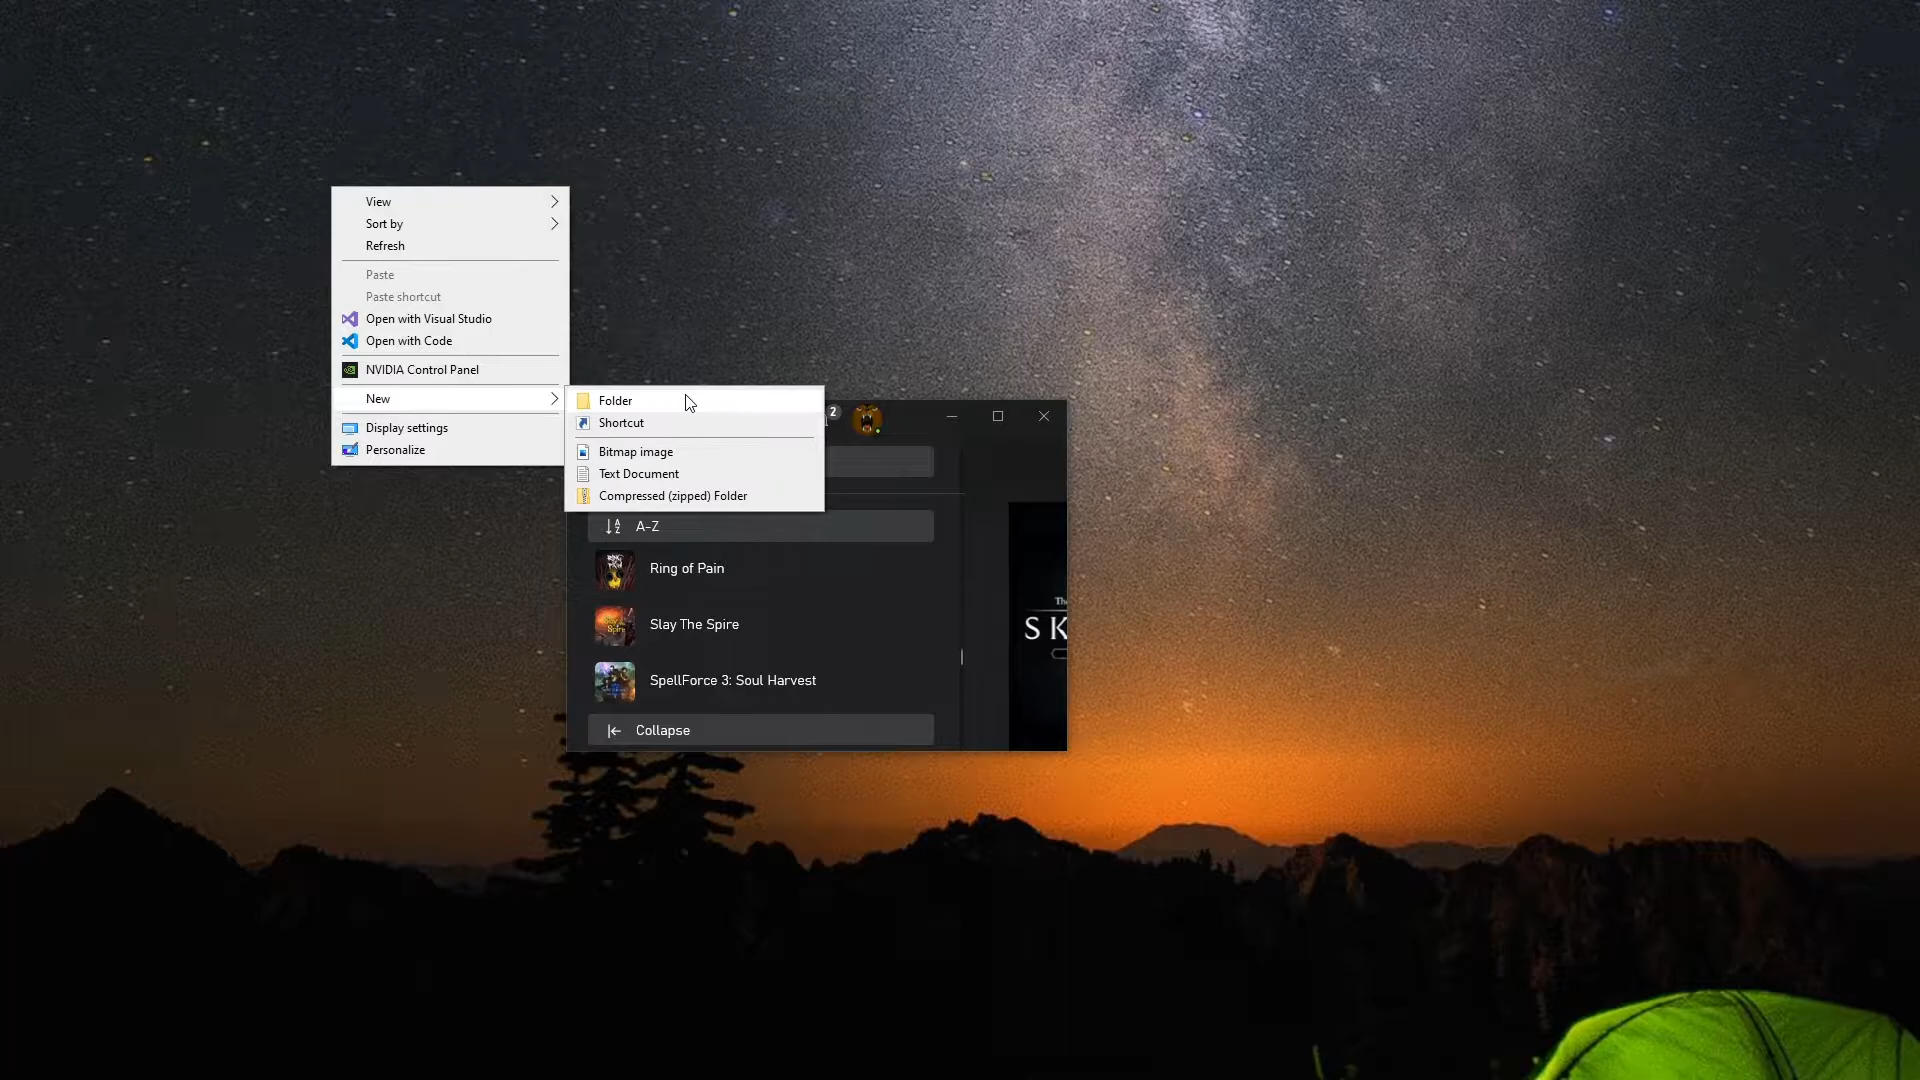 View
Sort by
Refresh
Paste
Paste shortcut
Open with Visual Studio
Open with Code
NVIDIA Control Panel
New
Display settings
Personalize
Folder
Shortcut
Bitmap image
Text Document
Compressed (zipped) Folder
2
A-Z
Ring of Pain
Slay The Spire
SpellForce 3: Soul Harvest
Collapse
Th
SK